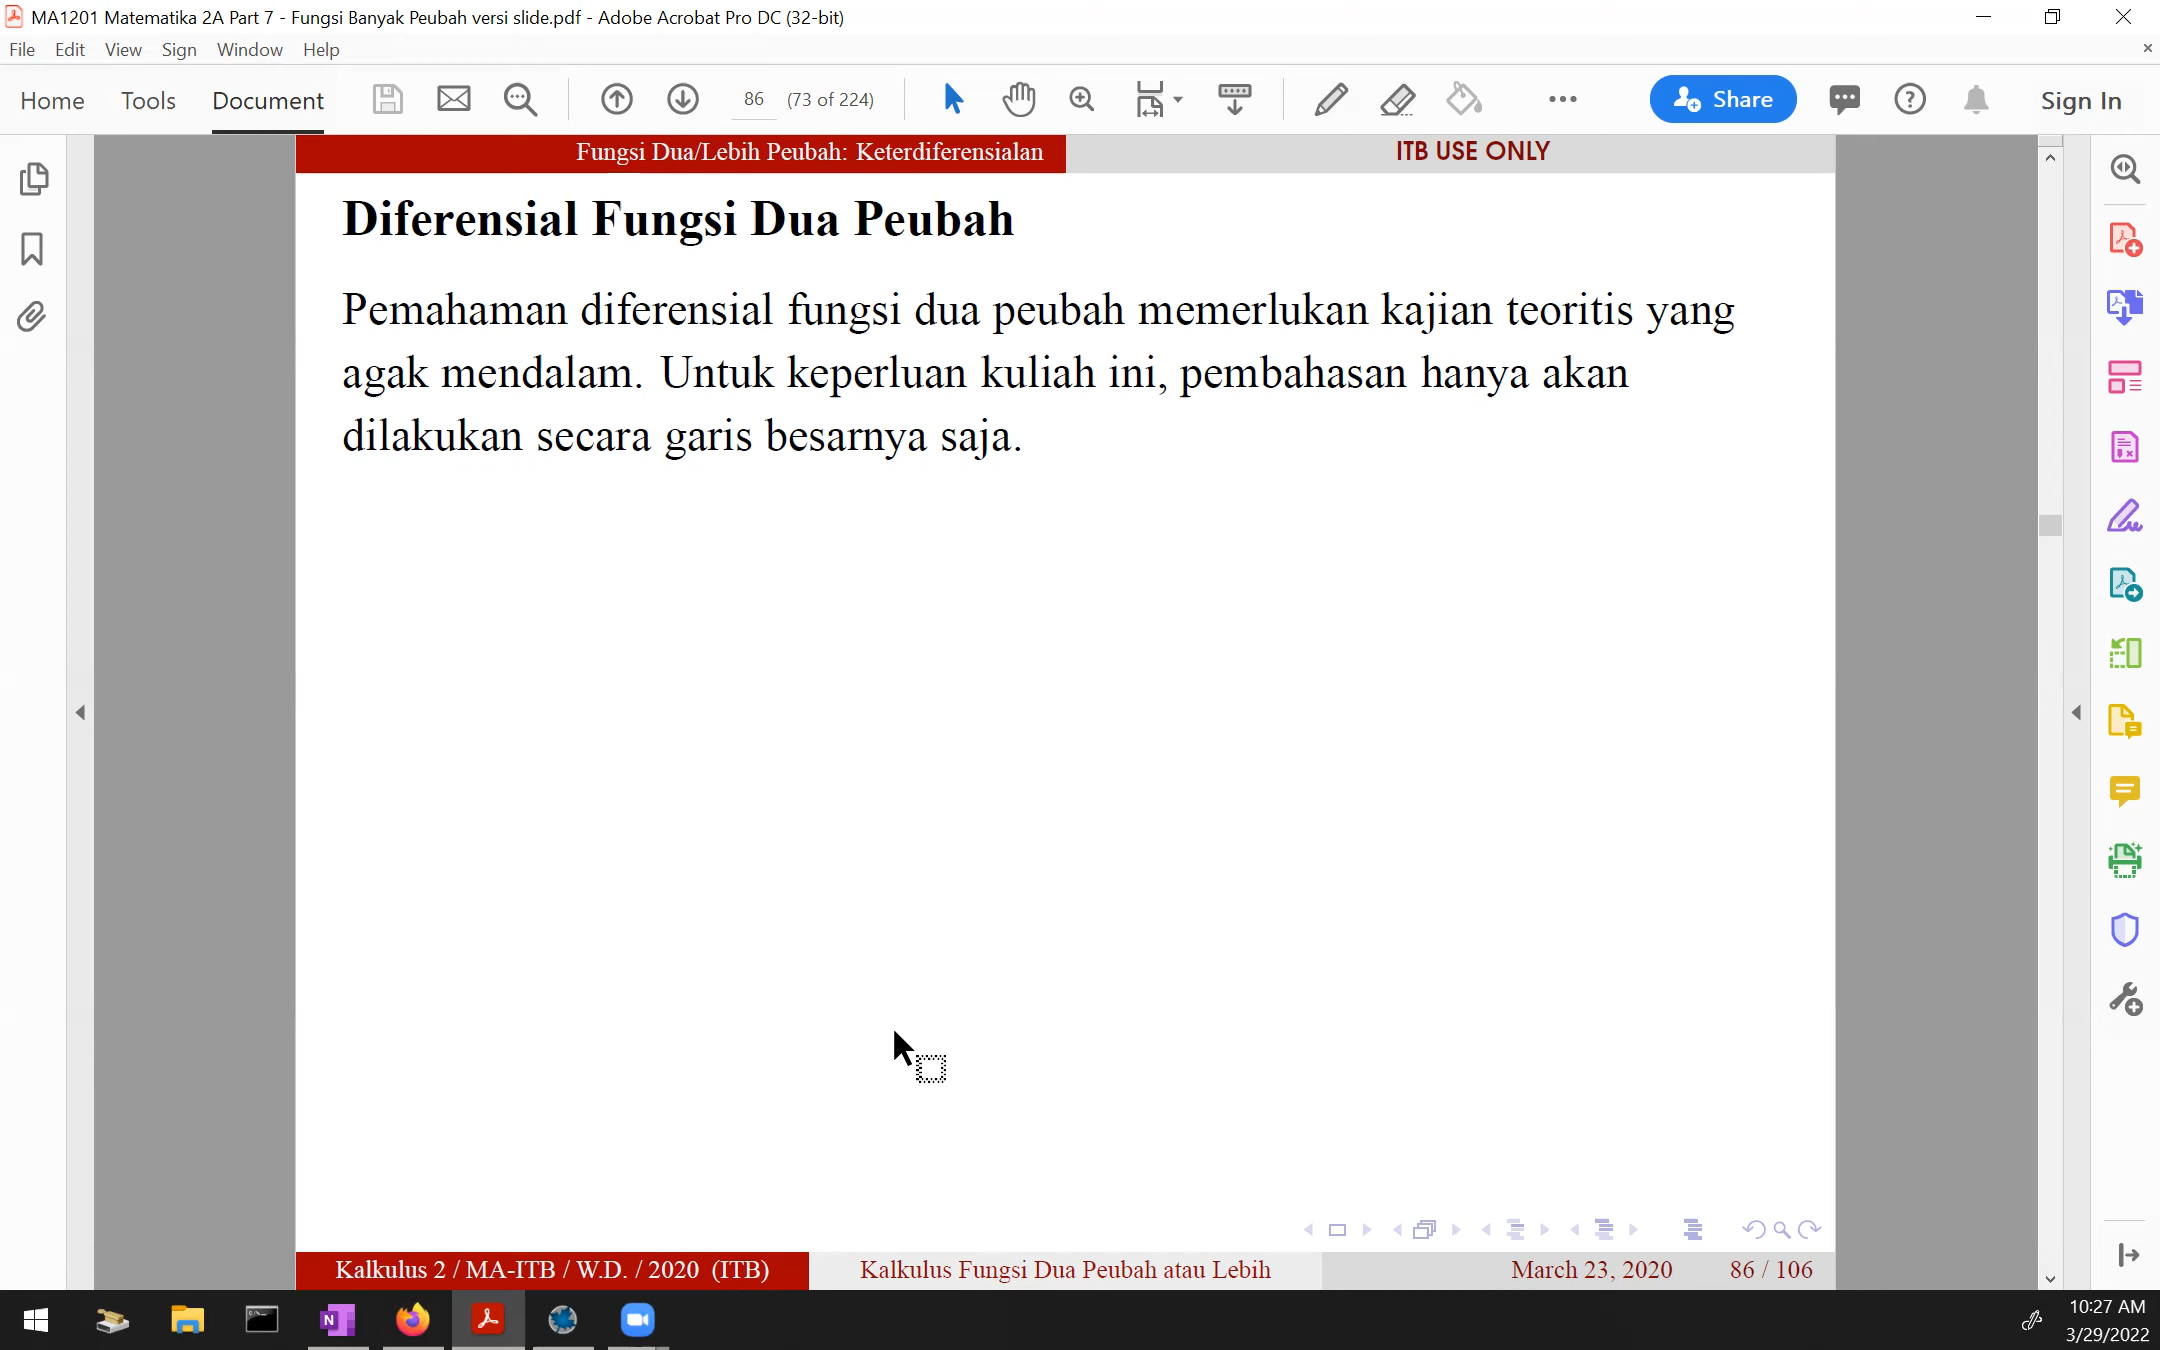 MA1201 Matematika 2A Part 7 - Fungsi Banyak Peubah versi slide.pdf - Adobe Acrobat Pro DC (32-bit)
File Edit View Sign Window Help
Home Tools Document 86 (73 of 224) Share Sign In
Fungsi Dua/Lebih Peubah: Keterdiferensialan ITB USE ONLY
Diferensial Fungsi Dua Peubah
Pemahaman diferensial fungsi dua peubah memerlukan kajian teoritis yang
agak mendalam. Untuk keperluan kuliah ini, pembahasan hanya akan
dilakukan secara garis besarnya saja.
Kalkulus 2 / MA-ITB / W.D. / 2020 (ITB) Kalkulus Fungsi Dua Peubah atau Lebih March 23, 2020 86 / 106
10:27 AM
3/29/2022